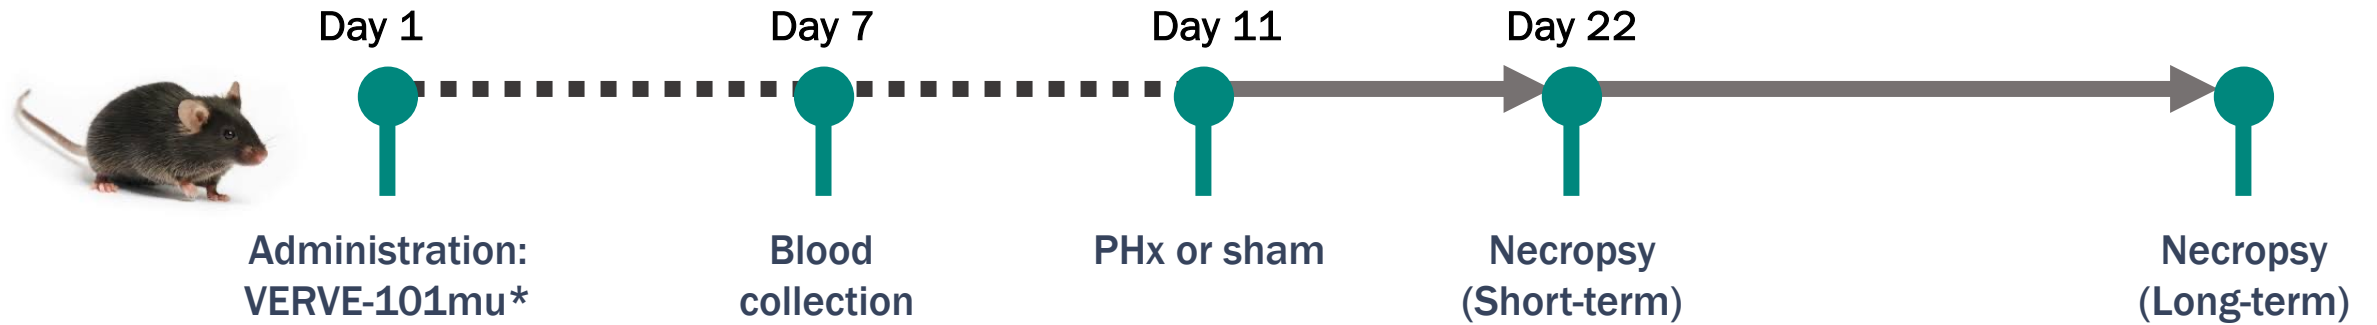 Day 1
Day 7
Day 11
Day 22
Administration:
VERVE-101mu*
Blood
collection
PHx or sham
Necropsy
(Short-term)
Necropsy
(Long-term)